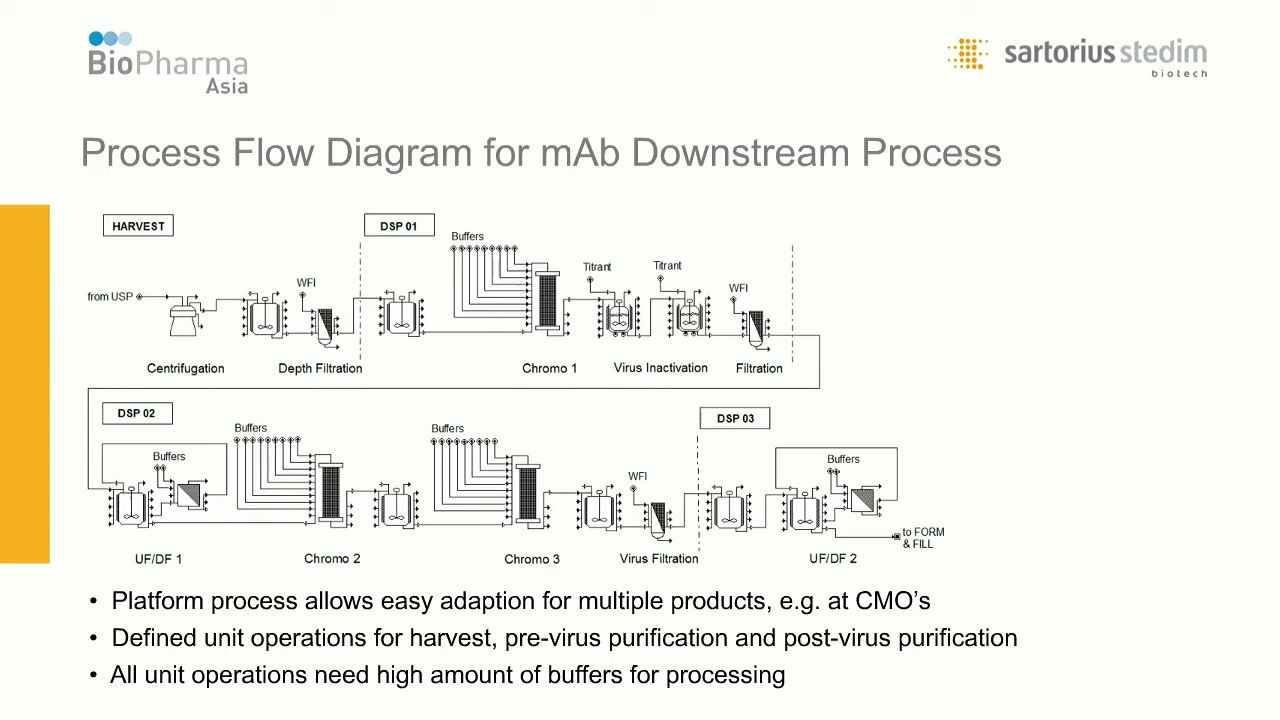 BioPharma
Asia
sartorius stedim
biotech
Process Flow Diagram for mAb Downstream Process
HARVEST
DSP 01
Buffers
Titrant
Titrant
WFI
WFI
from USP
Centrifugation
Depth Filtration
Chromo 1
Virus Inactivation
Filtration
DSP 02
DSP 03
Buffers
Buffers
Buffers
Buffers
WFI
to FORM
& FILL
UF/DF 1
Chromo 2
Chromo 3
Virus Filtration
UF/DF 2
• Platform process allows easy adaption for multiple products, e.g. at CMO’s
• Defined unit operations for harvest, pre-virus purification and post-virus purification
• All unit operations need high amount of buffers for processing